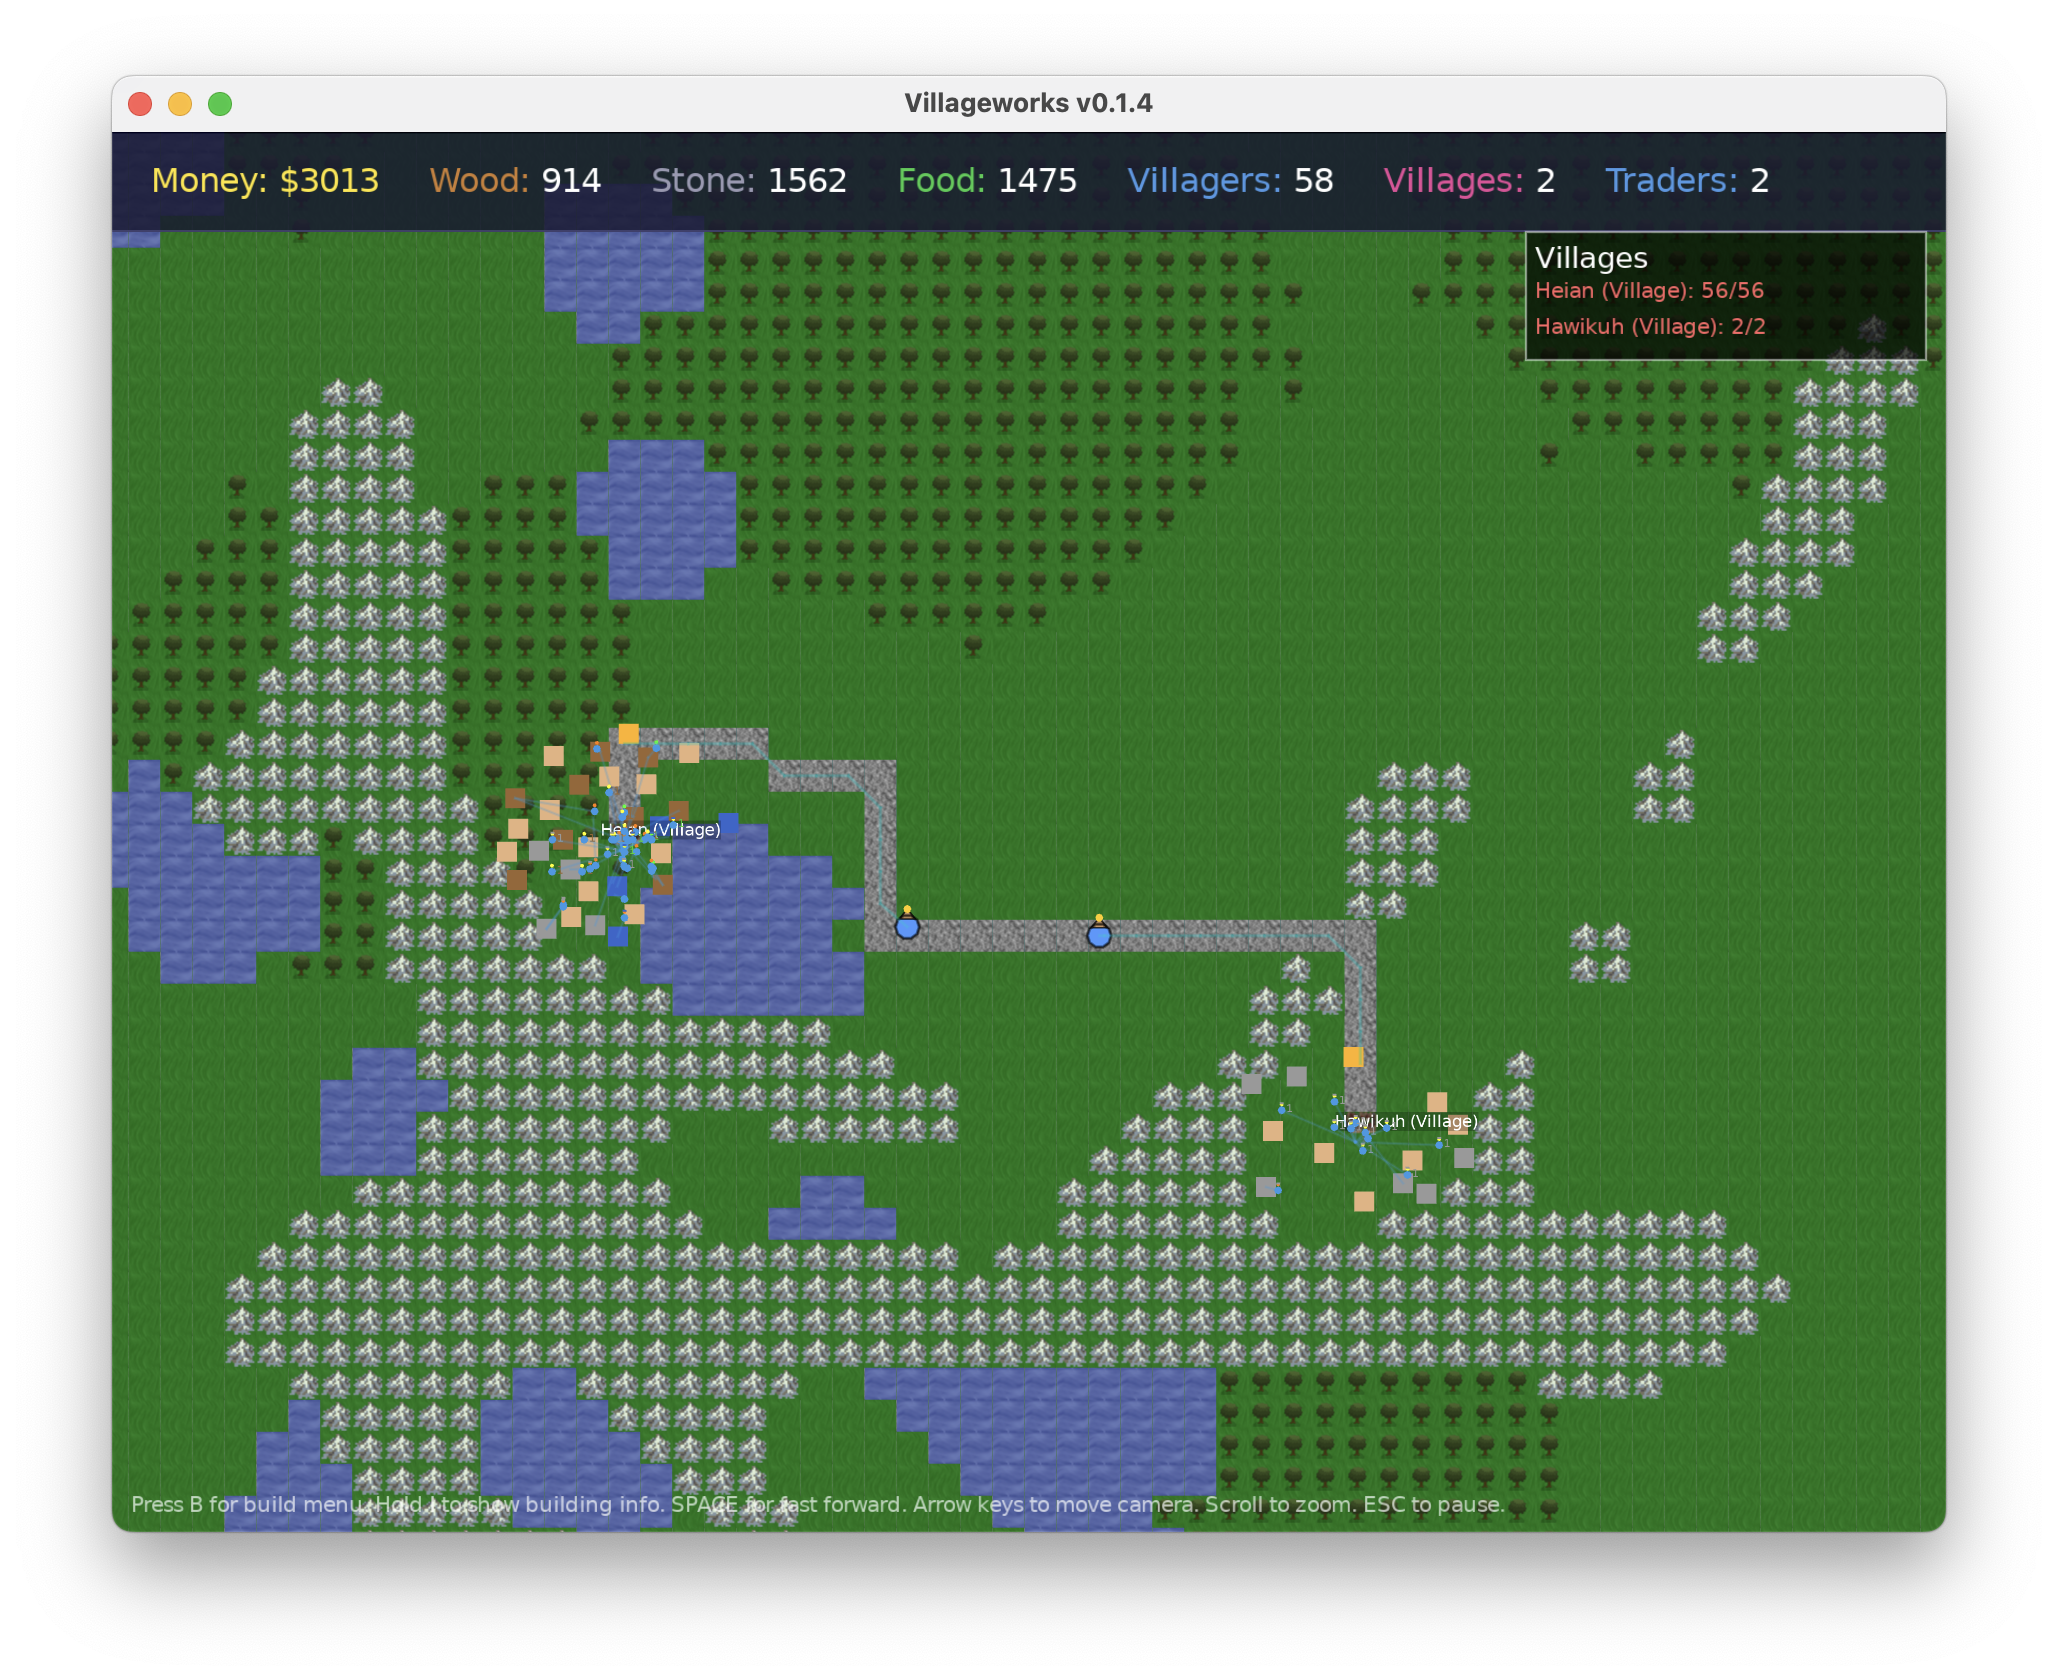 Villageworks v0.1.4
Money: $3013 Wood: 914 Stone: 1562 Food: 1475 Villagers: 58 Villages: 2 Traders: 2
Villages
Heian (Village): 56/56
Hawikuh (Village): 2/2
Heian (Village)
Hawikuh (Village)
Press B for build menu. Hold I to show building info. SPACE for fast forward. Arrow keys to move camera. Scroll to zoom. ESC to pause.